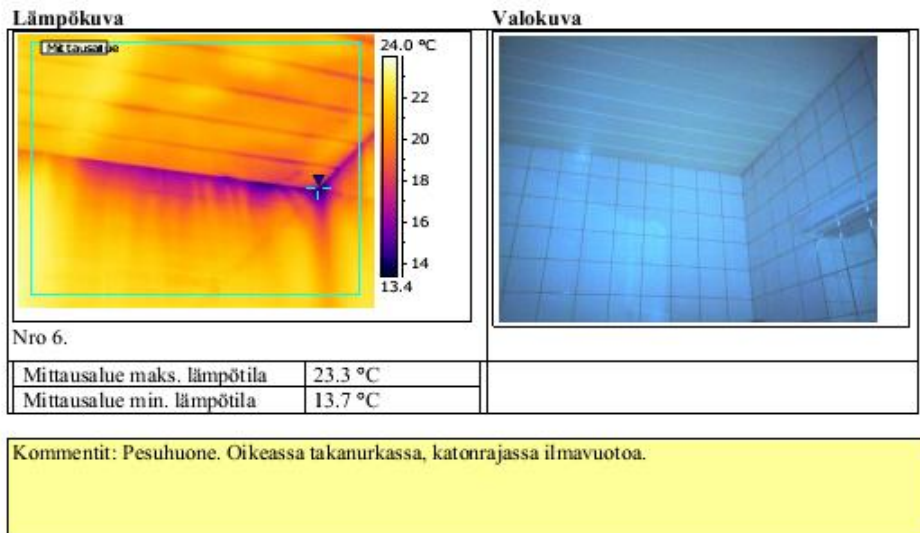 Lämpökuva
Valokuva
Mittausalue
24.0 °C
22
20
18
16
14
13.4
Nro 6.
Mittausalue maks. lämpötila 23.3 °C
Mittausalue min. lämpötila 13.7 °C
Kommentit: Pesuhuone. Oikeassa takanurkassa, katonrajassa ilmavuotoa.